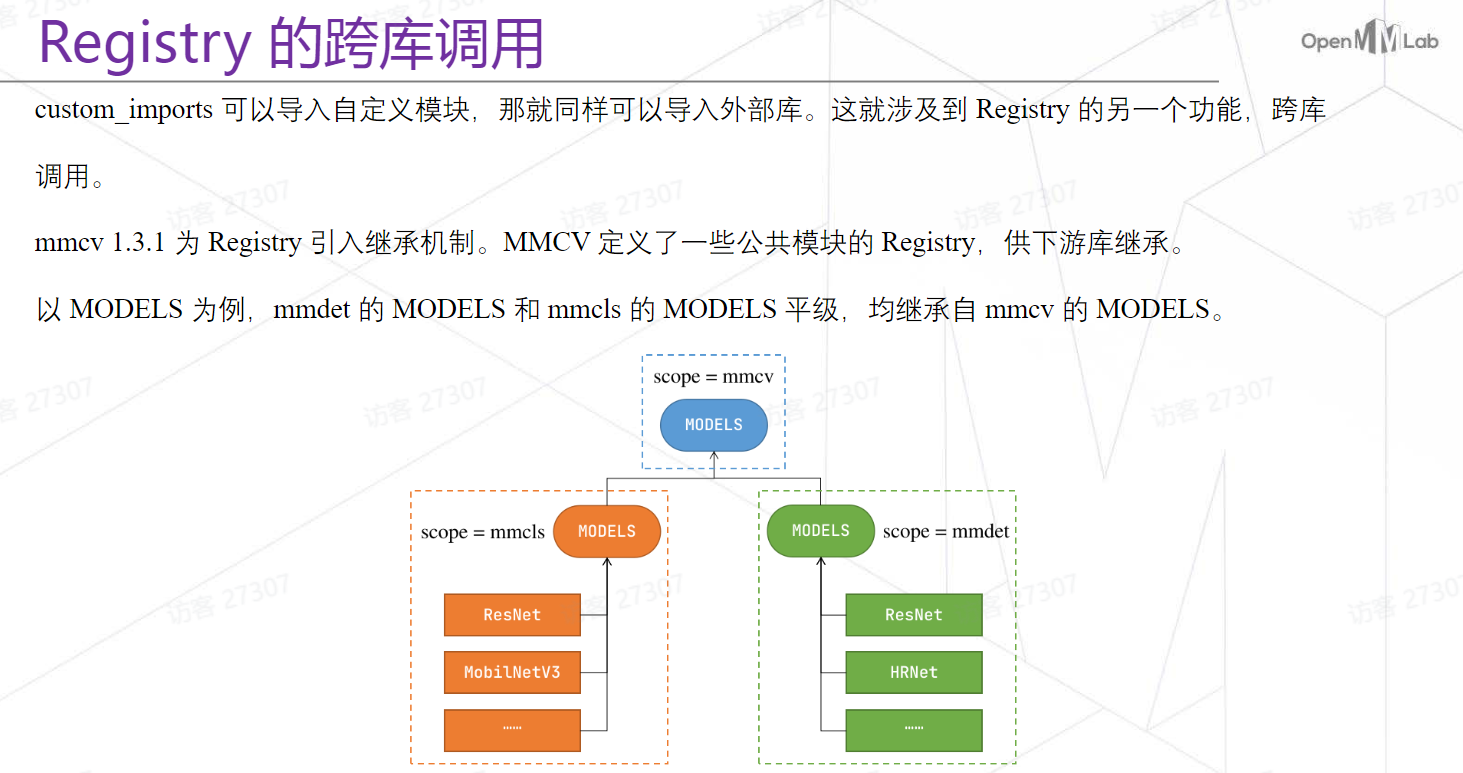 Registry 的跨库调用
OpenMMLab
custom_imports 可以导入自定义模块，那就同样可以导入外部库。这就涉及到 Registry 的另一个功能，跨库
调用。
mmcv 1.3.1 为 Registry 引入继承机制。MMCV 定义了一些公共模块的 Registry，供下游库继承。
以 MODELS 为例，mmdet 的 MODELS 和 mmcls 的 MODELS 平级，均继承自 mmcv 的 MODELS。
scope = mmcv
MODELS
scope = mmcls
MODELS
ResNet
MobilNetV3
……
MODELS
scope = mmdet
ResNet
HRNet
……
访客 27307